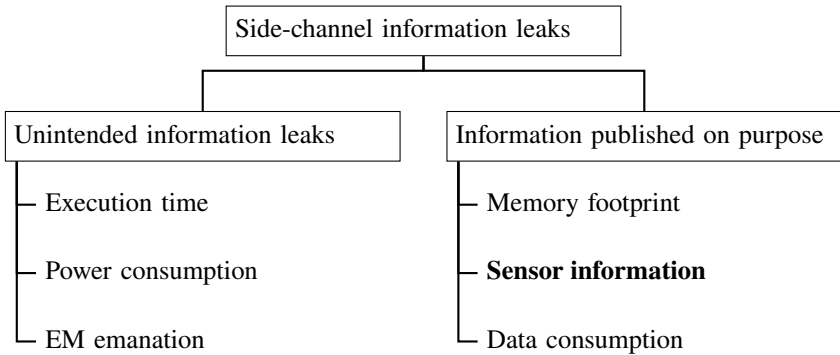 Side-channel information leaks
Unintended information leaks
Execution time
Power consumption
EM emanation
Information published on purpose
Memory footprint
Sensor information
Data consumption